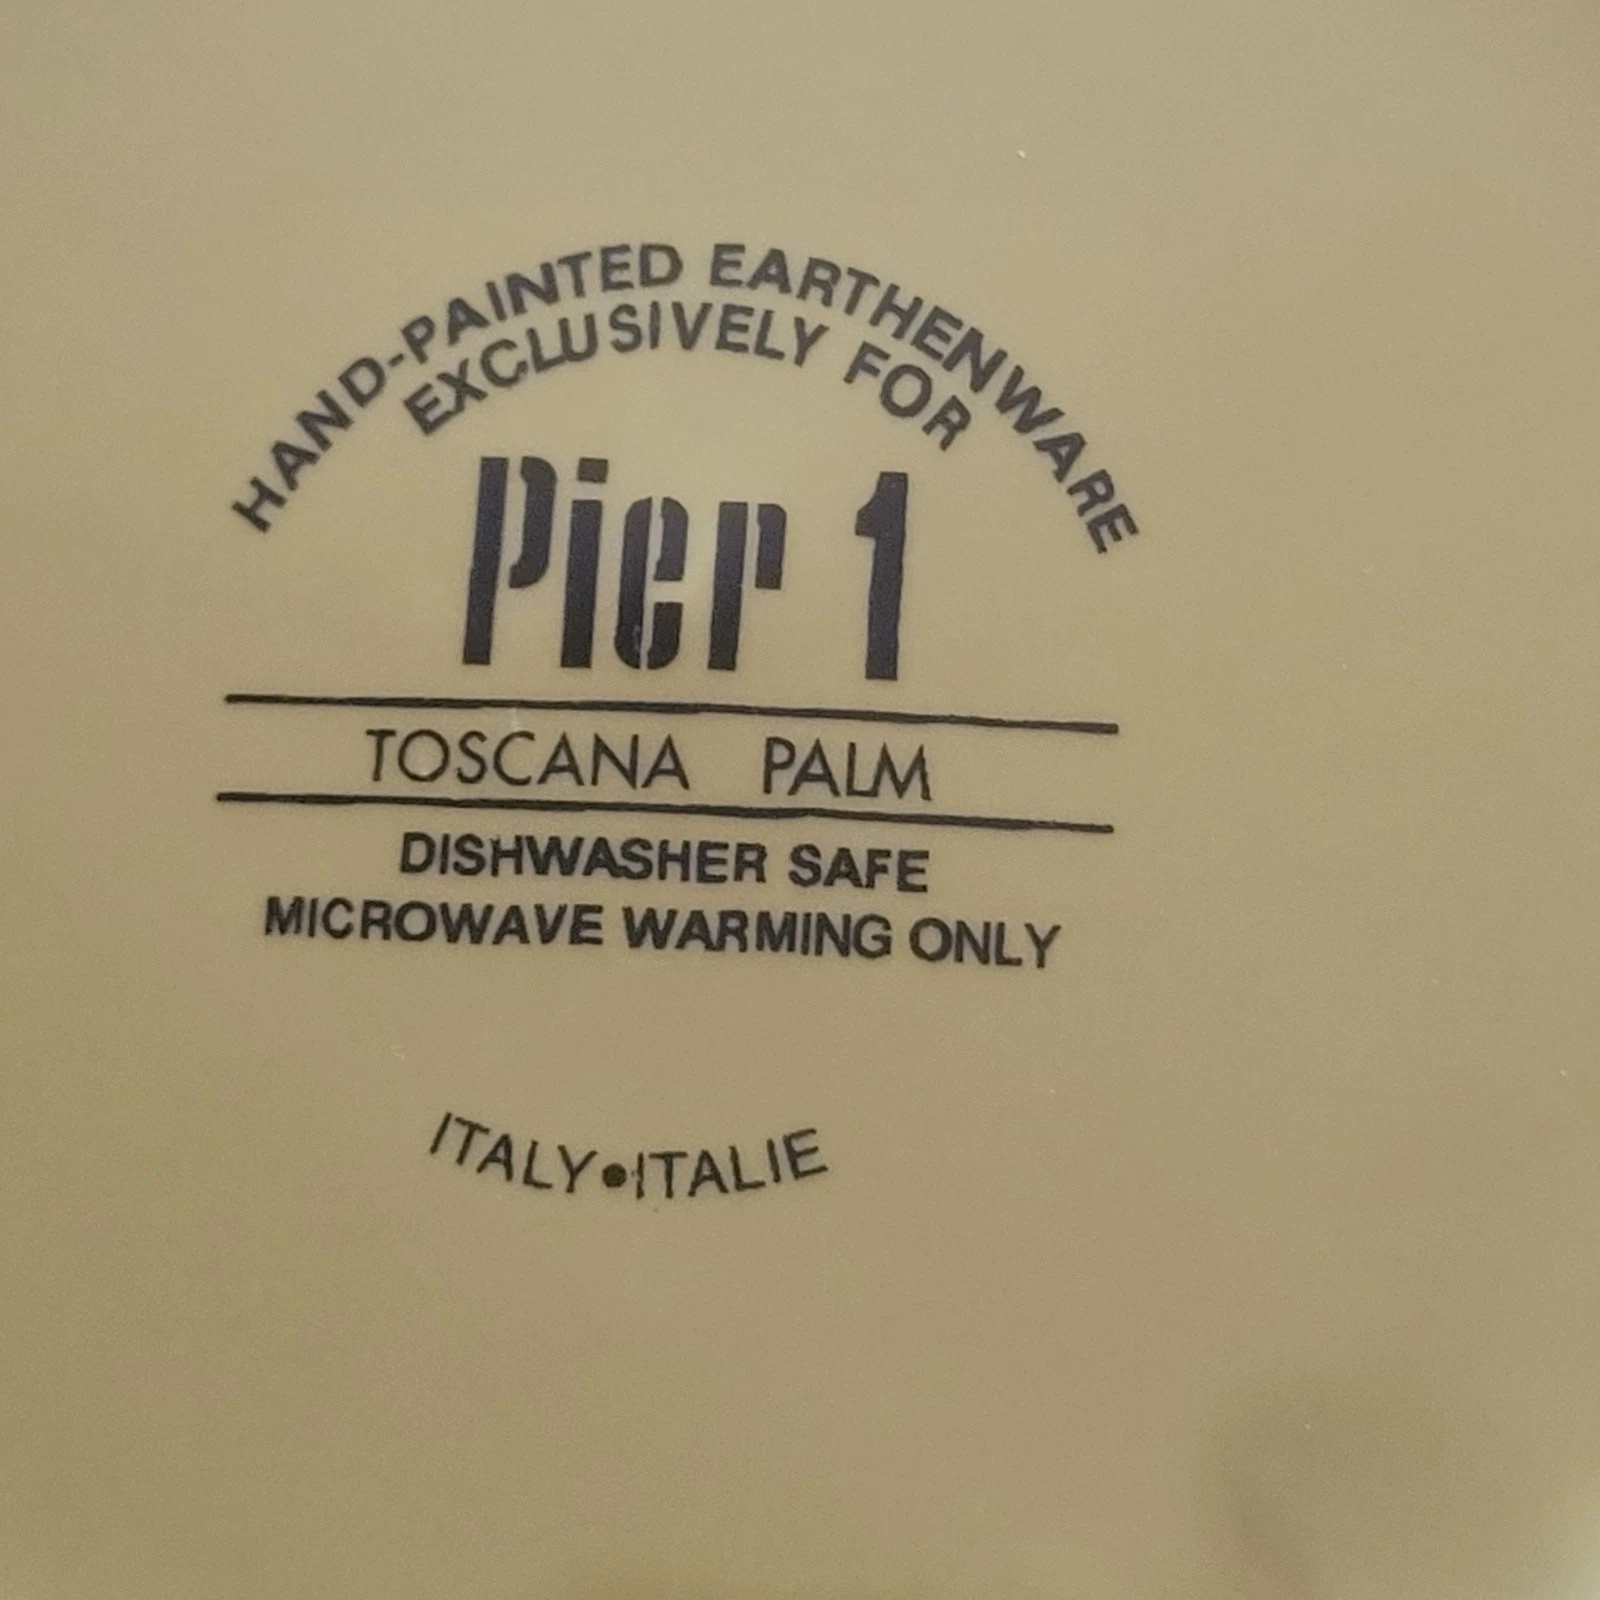 HAND-PAINTED EARTHENWARE
EXCLUSIVELY FOR
Pier 1
TOSCANA PALM
DISHWASHER SAFE
MICROWAVE WARMING ONLY
ITALY•ITALIE